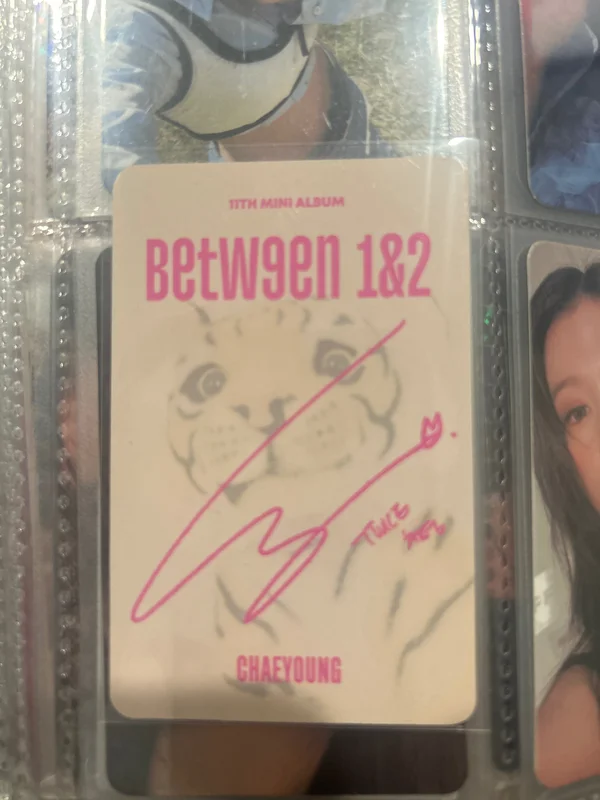 11TH MINI ALBUM
BetW9en 1&2
TWICE
CHAEYOUNG